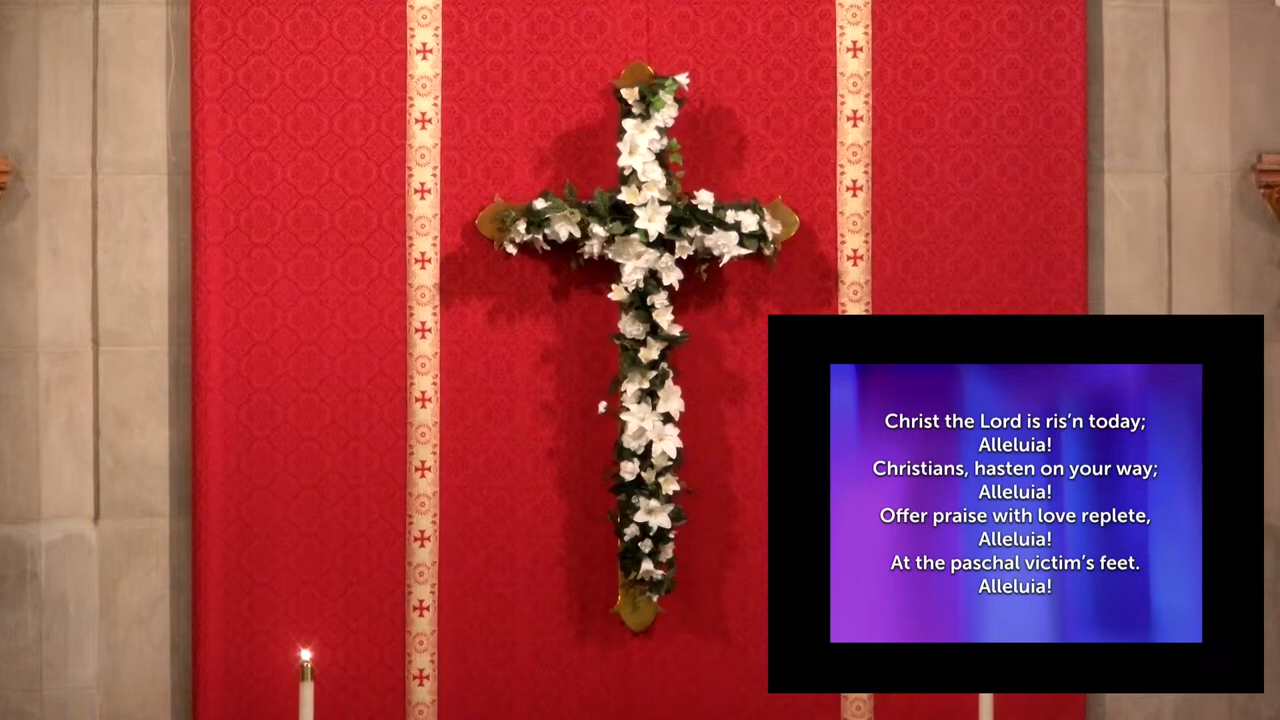 Christ the Lord is ris’n today;
Alleluia!
Christians, hasten on your way;
Alleluia!
Offer praise with love replete,
Alleluia!
At the paschal victim’s feet.
Alleluia!